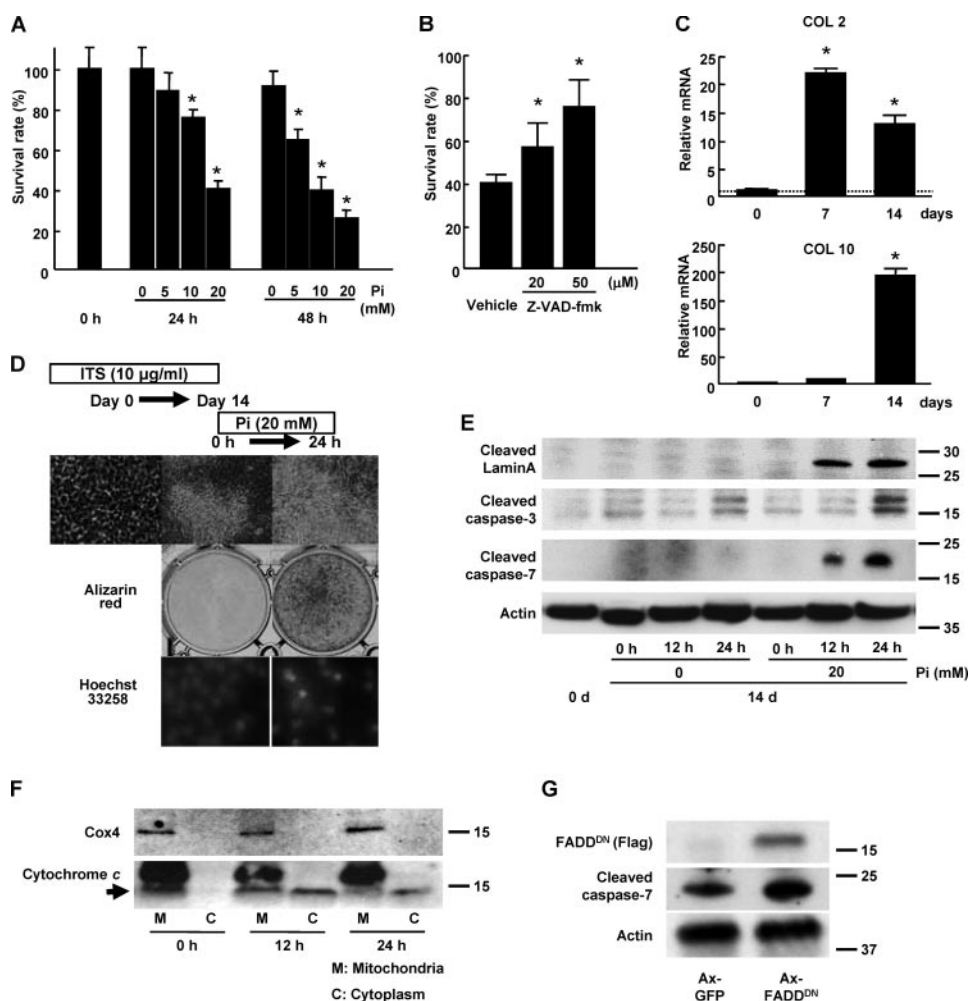 A
Survival rate (%)
100
80
60
40
20
0
* * * * *
0 5 10 20 0 5 10 20 Pi
(mM)
0 h 24 h 48 h
B
Survival rate (%)
100
80
60
40
20
0
* *
20 50 (μM)
Vehicle Z-VAD-fmk
C
COL 2
Relative mRNA
25
20
15
10
5
0
* *
0 7 14 days
COL 10
Relative mRNA
250
200
150
100
50
0
*
0 7 14 days
D
ITS (10 μg/ml)
Day 0 Day 14
Pi (20 mM)
0 h 24 h
Alizarin
red
Hoechst
33258
E
Cleaved
LaminA
30
25
Cleaved
caspase-3
15
Cleaved
caspase-7
25
15
Actin
35
0 h 12 h 24 h 0 h 12 h 24 h
0 20 Pi (mM)
0 d 14 d
F
Cox4
15
Cytochrome c
15
M C M C M C
0 h 12 h 24 h
M: Mitochondria
C: Cytoplasm
G
FADDDN (Flag)
15
Cleaved
caspase-7
25
15
Actin
37
Ax-
GFP
Ax-
FADDDN